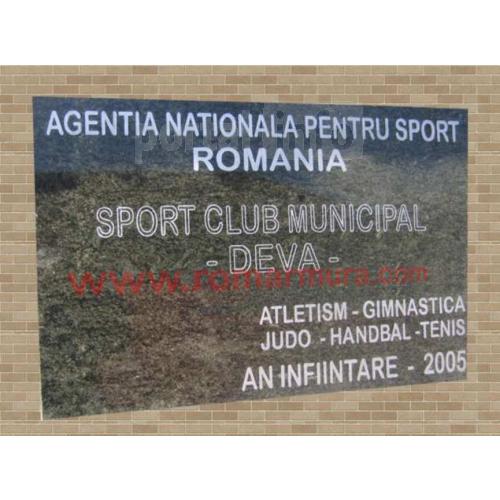 AGENTIA NATIONALA PENTRU SPORT
ROMANIA
SPORT CLUB MUNICIPAL
- DEVA -
www.romarmura.com
ATLETISM - GIMNASTICA
JUDO - HANDBAL - TENIS
AN INFIINTARE - 2005